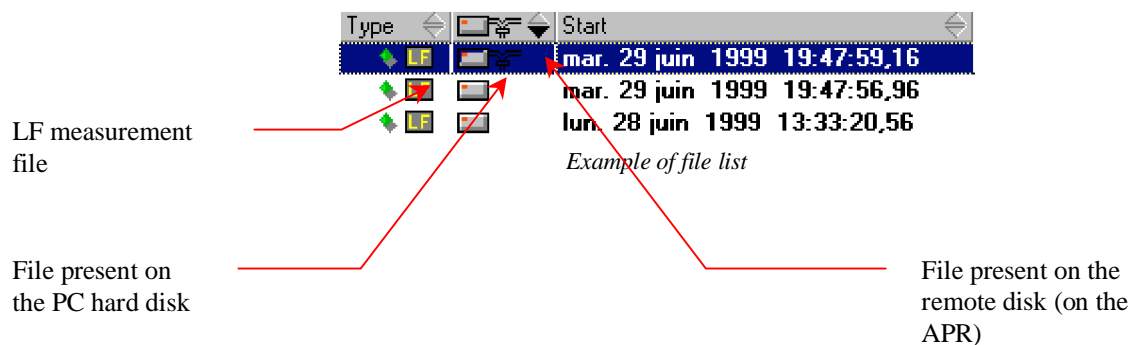 Type Start
LF mar. 29 juin 1999 19:47:59,16
LF mar. 29 juin 1999 19:47:56,96
LF lun. 28 juin 1999 13:33:20,56
Example of file list
LF measurement
file
File present on
the PC hard disk
File present on the
remote disk (on the
APR)